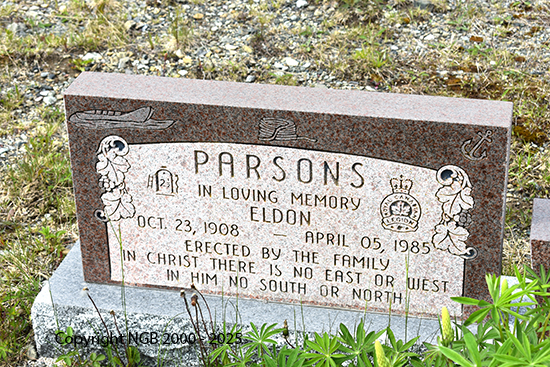 PARSONS
IN LOVING MEMORY
ELDON
OCT. 23, 1908 — APRIL 05, 1985
ERECTED BY THE FAMILY
IN CHRIST THERE IS NO EAST OR WEST
IN HIM NO SOUTH OR NORTH
LEGION
Copyright NGB 2000 - 2025